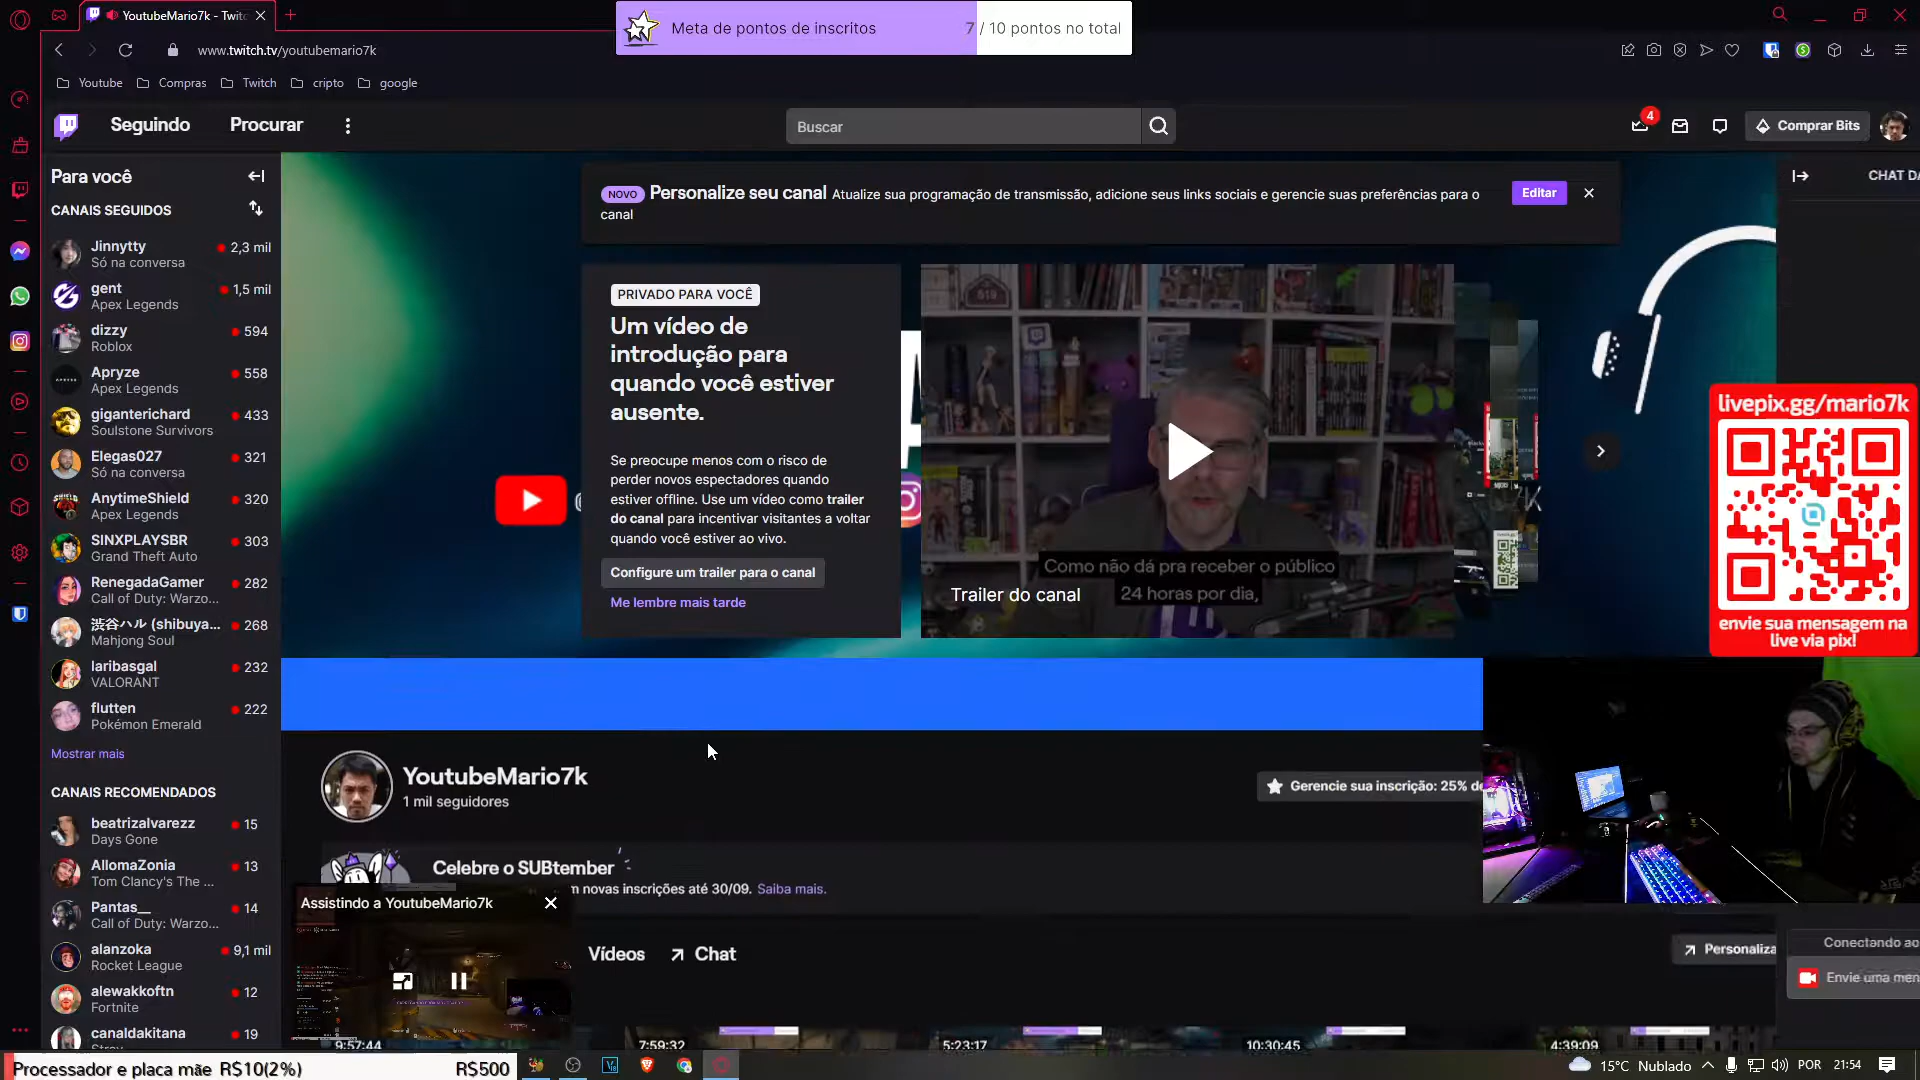 YoutubeMario7k - Twitc
Meta de pontos de inscritos
7 / 10 pontos no total
www.twitch.tv/youtubemario7k
Youtube
Compras
Twitch
cripto
google
Seguindo
Procurar
Buscar
4
Comprar Bits
Para você
CANAIS SEGUIDOS
Jinnytty
2,3 mil
Só na conversa
gent
1,5 mil
Apex Legends
dizzy
594
Roblox
Apryze
558
Apex Legends
giganterichard
433
Soulstone Survivors
Elegas027
321
Só na conversa
AnytimeShield
320
Apex Legends
SINXPLAYSBR
303
Grand Theft Auto
RenegadaGamer
282
Call of Duty: Warzo...
渋谷ハル (shibuya...
268
Mahjong Soul
laribasgal
232
VALORANT
flutten
222
Pokémon Emerald
Mostrar mais
CANAIS RECOMENDADOS
beatrizalvarezz
15
Days Gone
AllomaZonia
13
Tom Clancy's The ...
Pantas__
14
Call of Duty: Warzo...
alanzoka
9,1 mil
Rocket League
alewakkoftn
12
Fortnite
canaldakitana
19
NOVO Personalize seu canal Atualize sua programação de transmissão, adicione seus links sociais e gerencie suas preferências para o
canal
Editar
CHAT DA
PRIVADO PARA VOCÊ
Um vídeo de
introdução para
quando você estiver
ausente.
Se preocupe menos com o risco de
perder novos espectadores quando
estiver offline. Use um vídeo como trailer
do canal para incentivar visitantes a voltar
quando você estiver ao vivo.
Configure um trailer para o canal
Me lembre mais tarde
Como não dá pra receber o público
24 horas por dia,
Trailer do canal
livepix.gg/mario7k
envie sua mensagem na
live via pix!
YoutubeMario7k
1 mil seguidores
Gerencie sua inscrição: 25% de
Celebre o SUBtember
m novas inscrições até 30/09. Saiba mais.
Assistindo a YoutubeMario7k
Vídeos
Chat
Personaliza
Conectando ao
Envie uma men
9:57:44
7:59:32
5:23:17
10:30:45
4:39:09
Processador e placa mãe R$10(2%)
R$500
15°C Nublado
POR
21:54